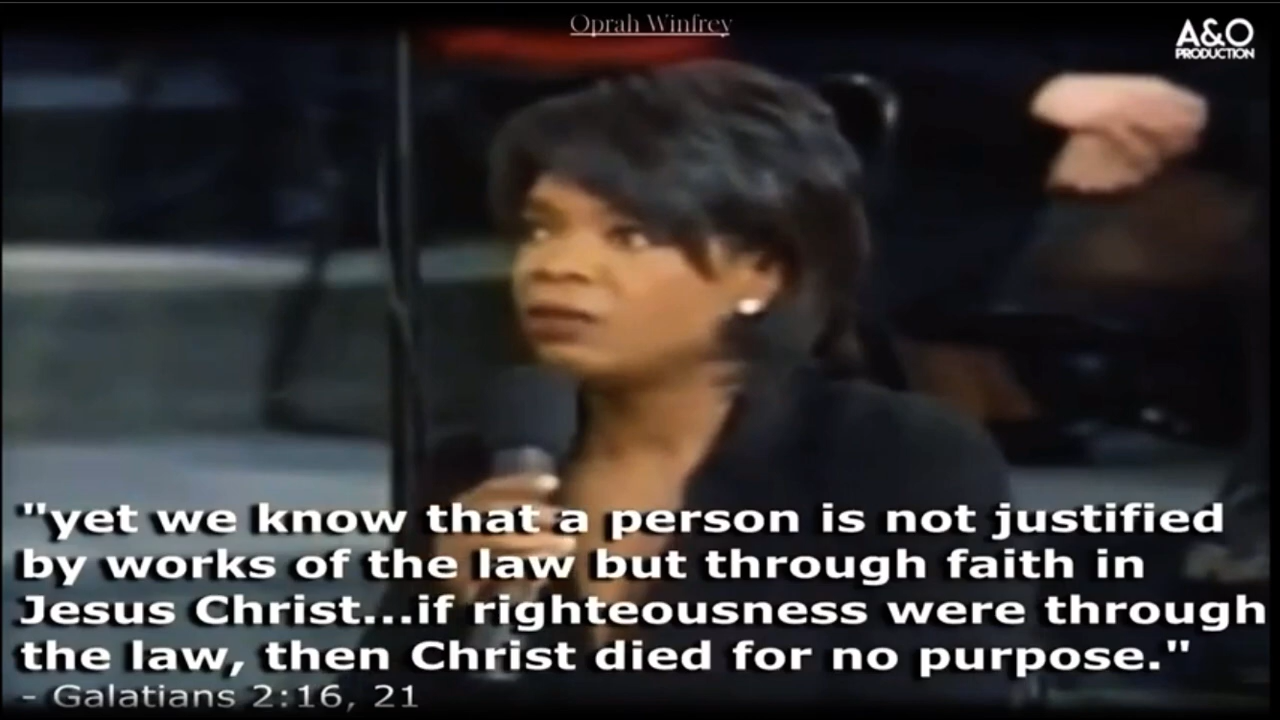 Oprah Winfrey
A&O
PRODUCTION
"yet we know that a person is not justified
by works of the law but through faith in
Jesus Christ...if righteousness were through
the law, then Christ died for no purpose."
- Galatians 2:16, 21